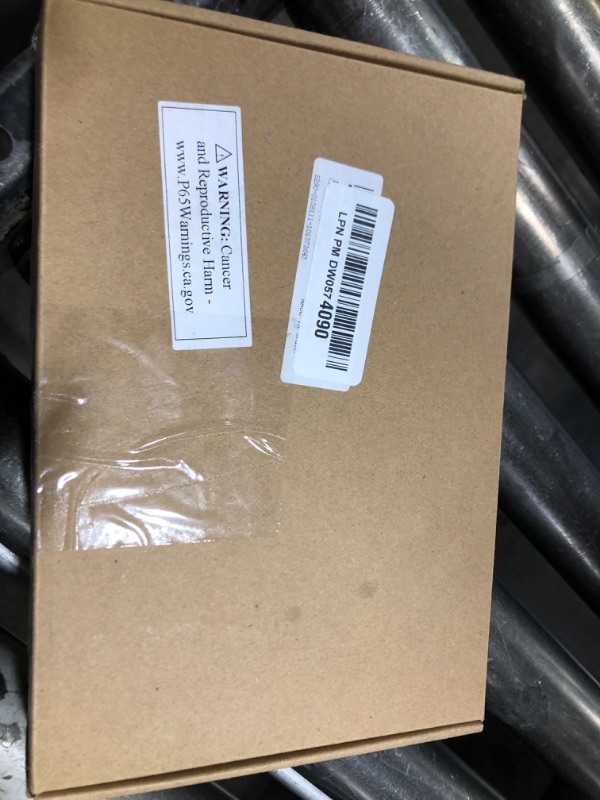 ⚠ WARNING: Cancer
and Reproductive Harm -
www.P65Warnings.ca.gov
LPN PM DW0574090